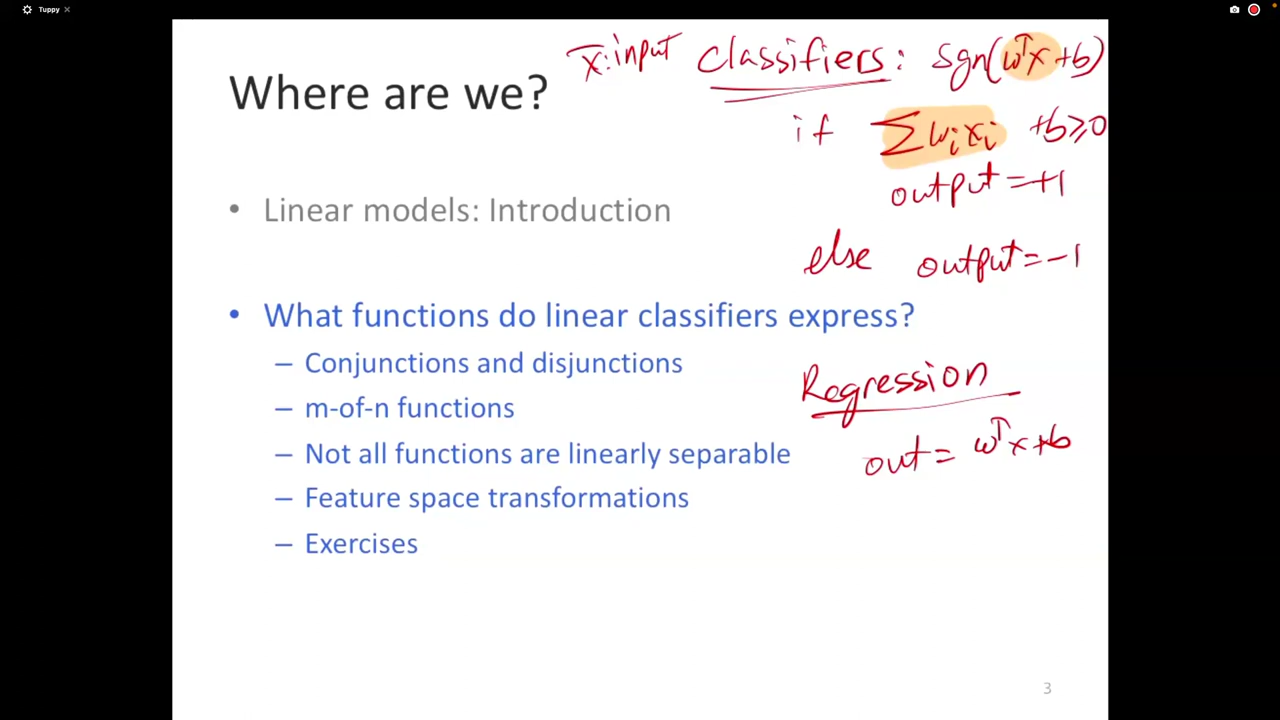 Tuppy
x: input classifiers: sgn(wᵀx + b)
Where are we?
if Σ wᵢxᵢ + b ≥ 0
output = +1
• Linear models: Introduction
else output = -1
• What functions do linear classifiers express?
– Conjunctions and disjunctions
Regression
– m-of-n functions
out = wᵀx + b
– Not all functions are linearly separable
– Feature space transformations
– Exercises
3